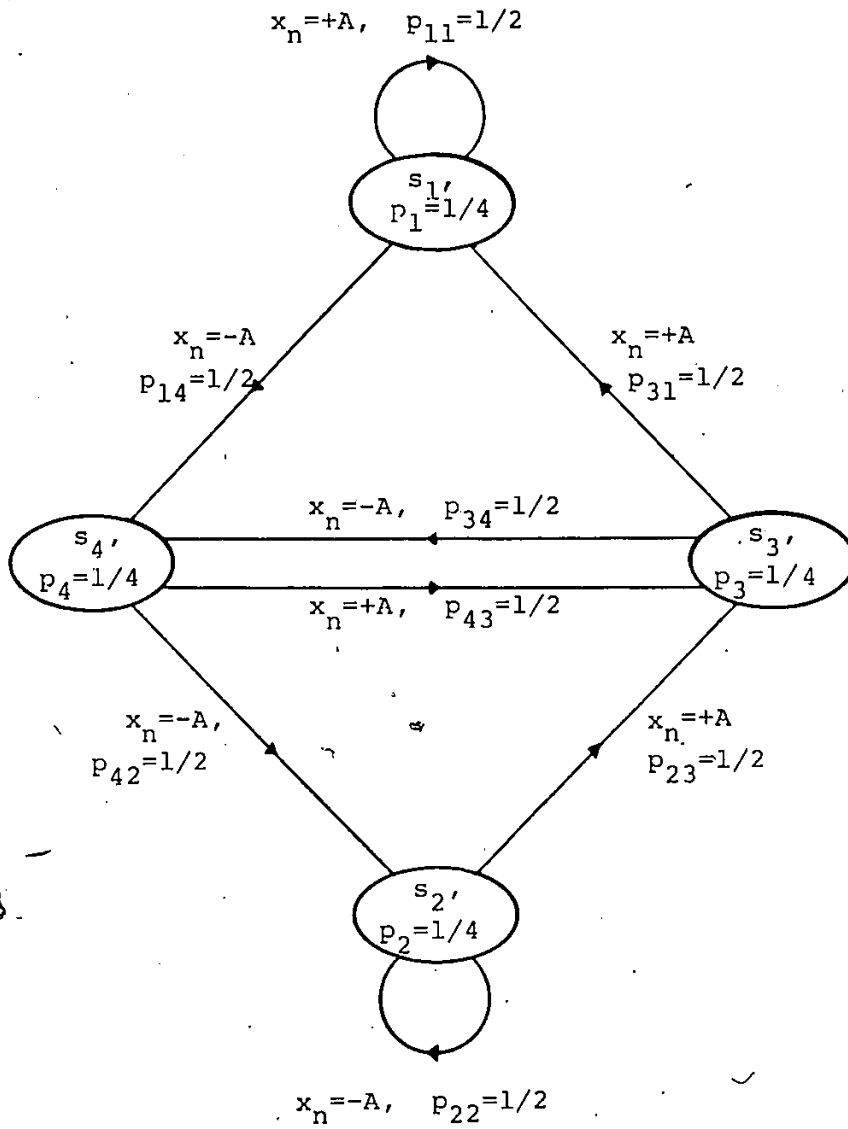 x_n=+A, p_11=1/2
s_1,
p_1=1/4
x_n=-A
p_14=1/2
x_n=+A
p_31=1/2
x_n=-A, p_34=1/2
s_4,
p_4=1/4
s_3,
p_3=1/4
x_n=+A, p_43=1/2
x_n=-A,
p_42=1/2
x_n=+A
p_23=1/2
s_2,
p_2=1/4
x_n=-A, p_22=1/2